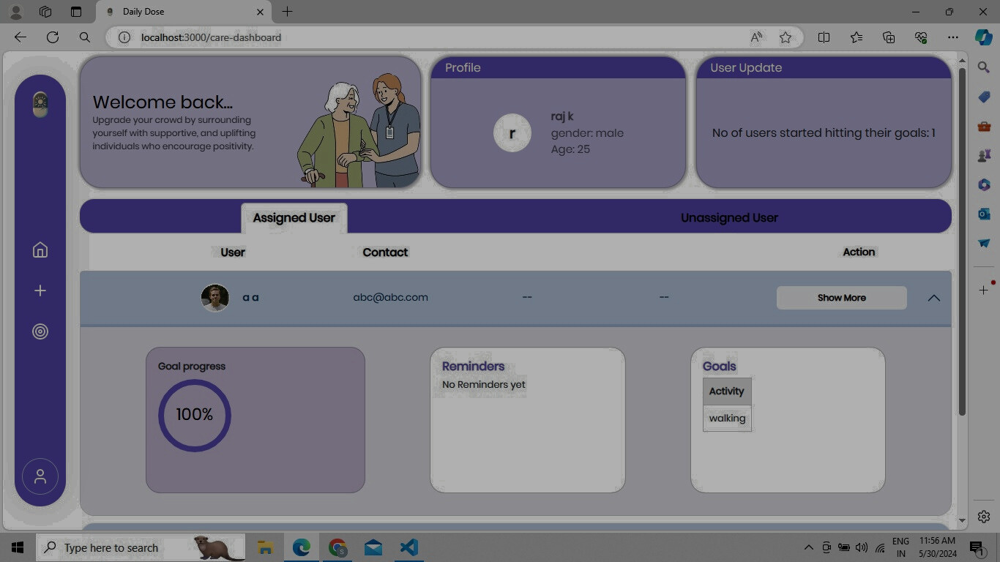 Daily Dose
localhost:3000/care-dashboard
Welcome back...
Upgrade your crowd by surrounding
yourself with supportive, and uplifting
individuals who encourage positivity.
Profile
r
raj k
gender: male
Age: 25
User Update
No of users started hitting their goals: 1
Assigned User
Unassigned User
User Contact Action
a a abc@abc.com -- -- Show More
Goal progress
100%
Reminders
No Reminders yet
Goals
Activity
walking
Type here to search
ENG
IN
11:56 AM
5/30/2024
1